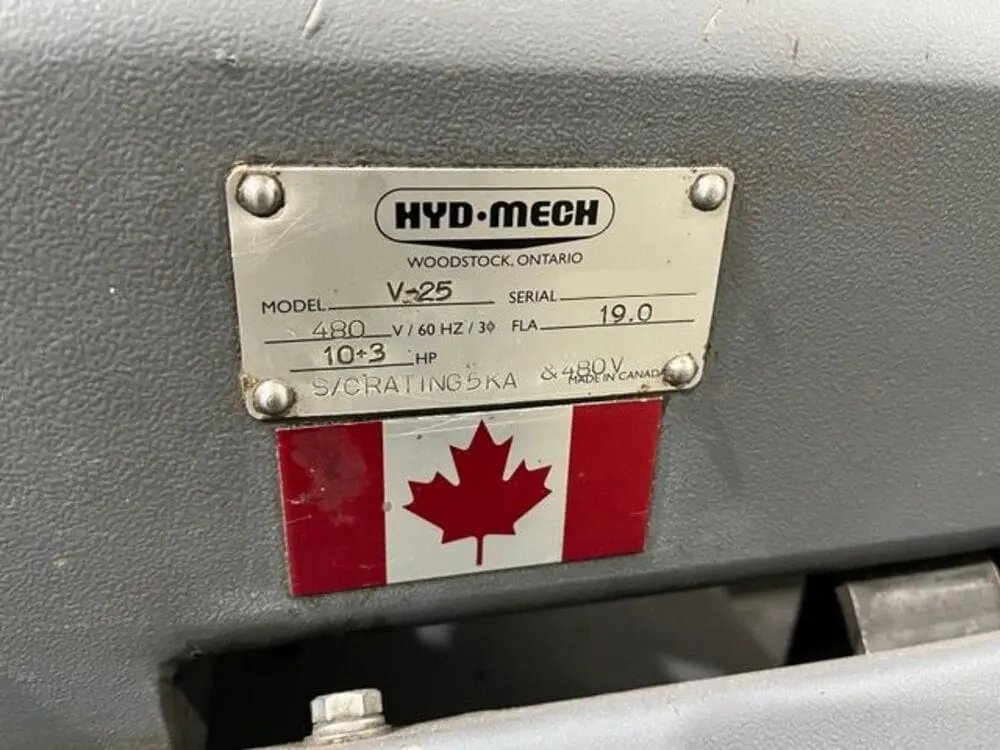 HYD·MECH
WOODSTOCK, ONTARIO
MODEL V-25 SERIAL
480 V / 60 HZ / 3ϕ FLA 19.0
10+3 HP
S/C RATING 5KA & 480V
MADE IN CANADA